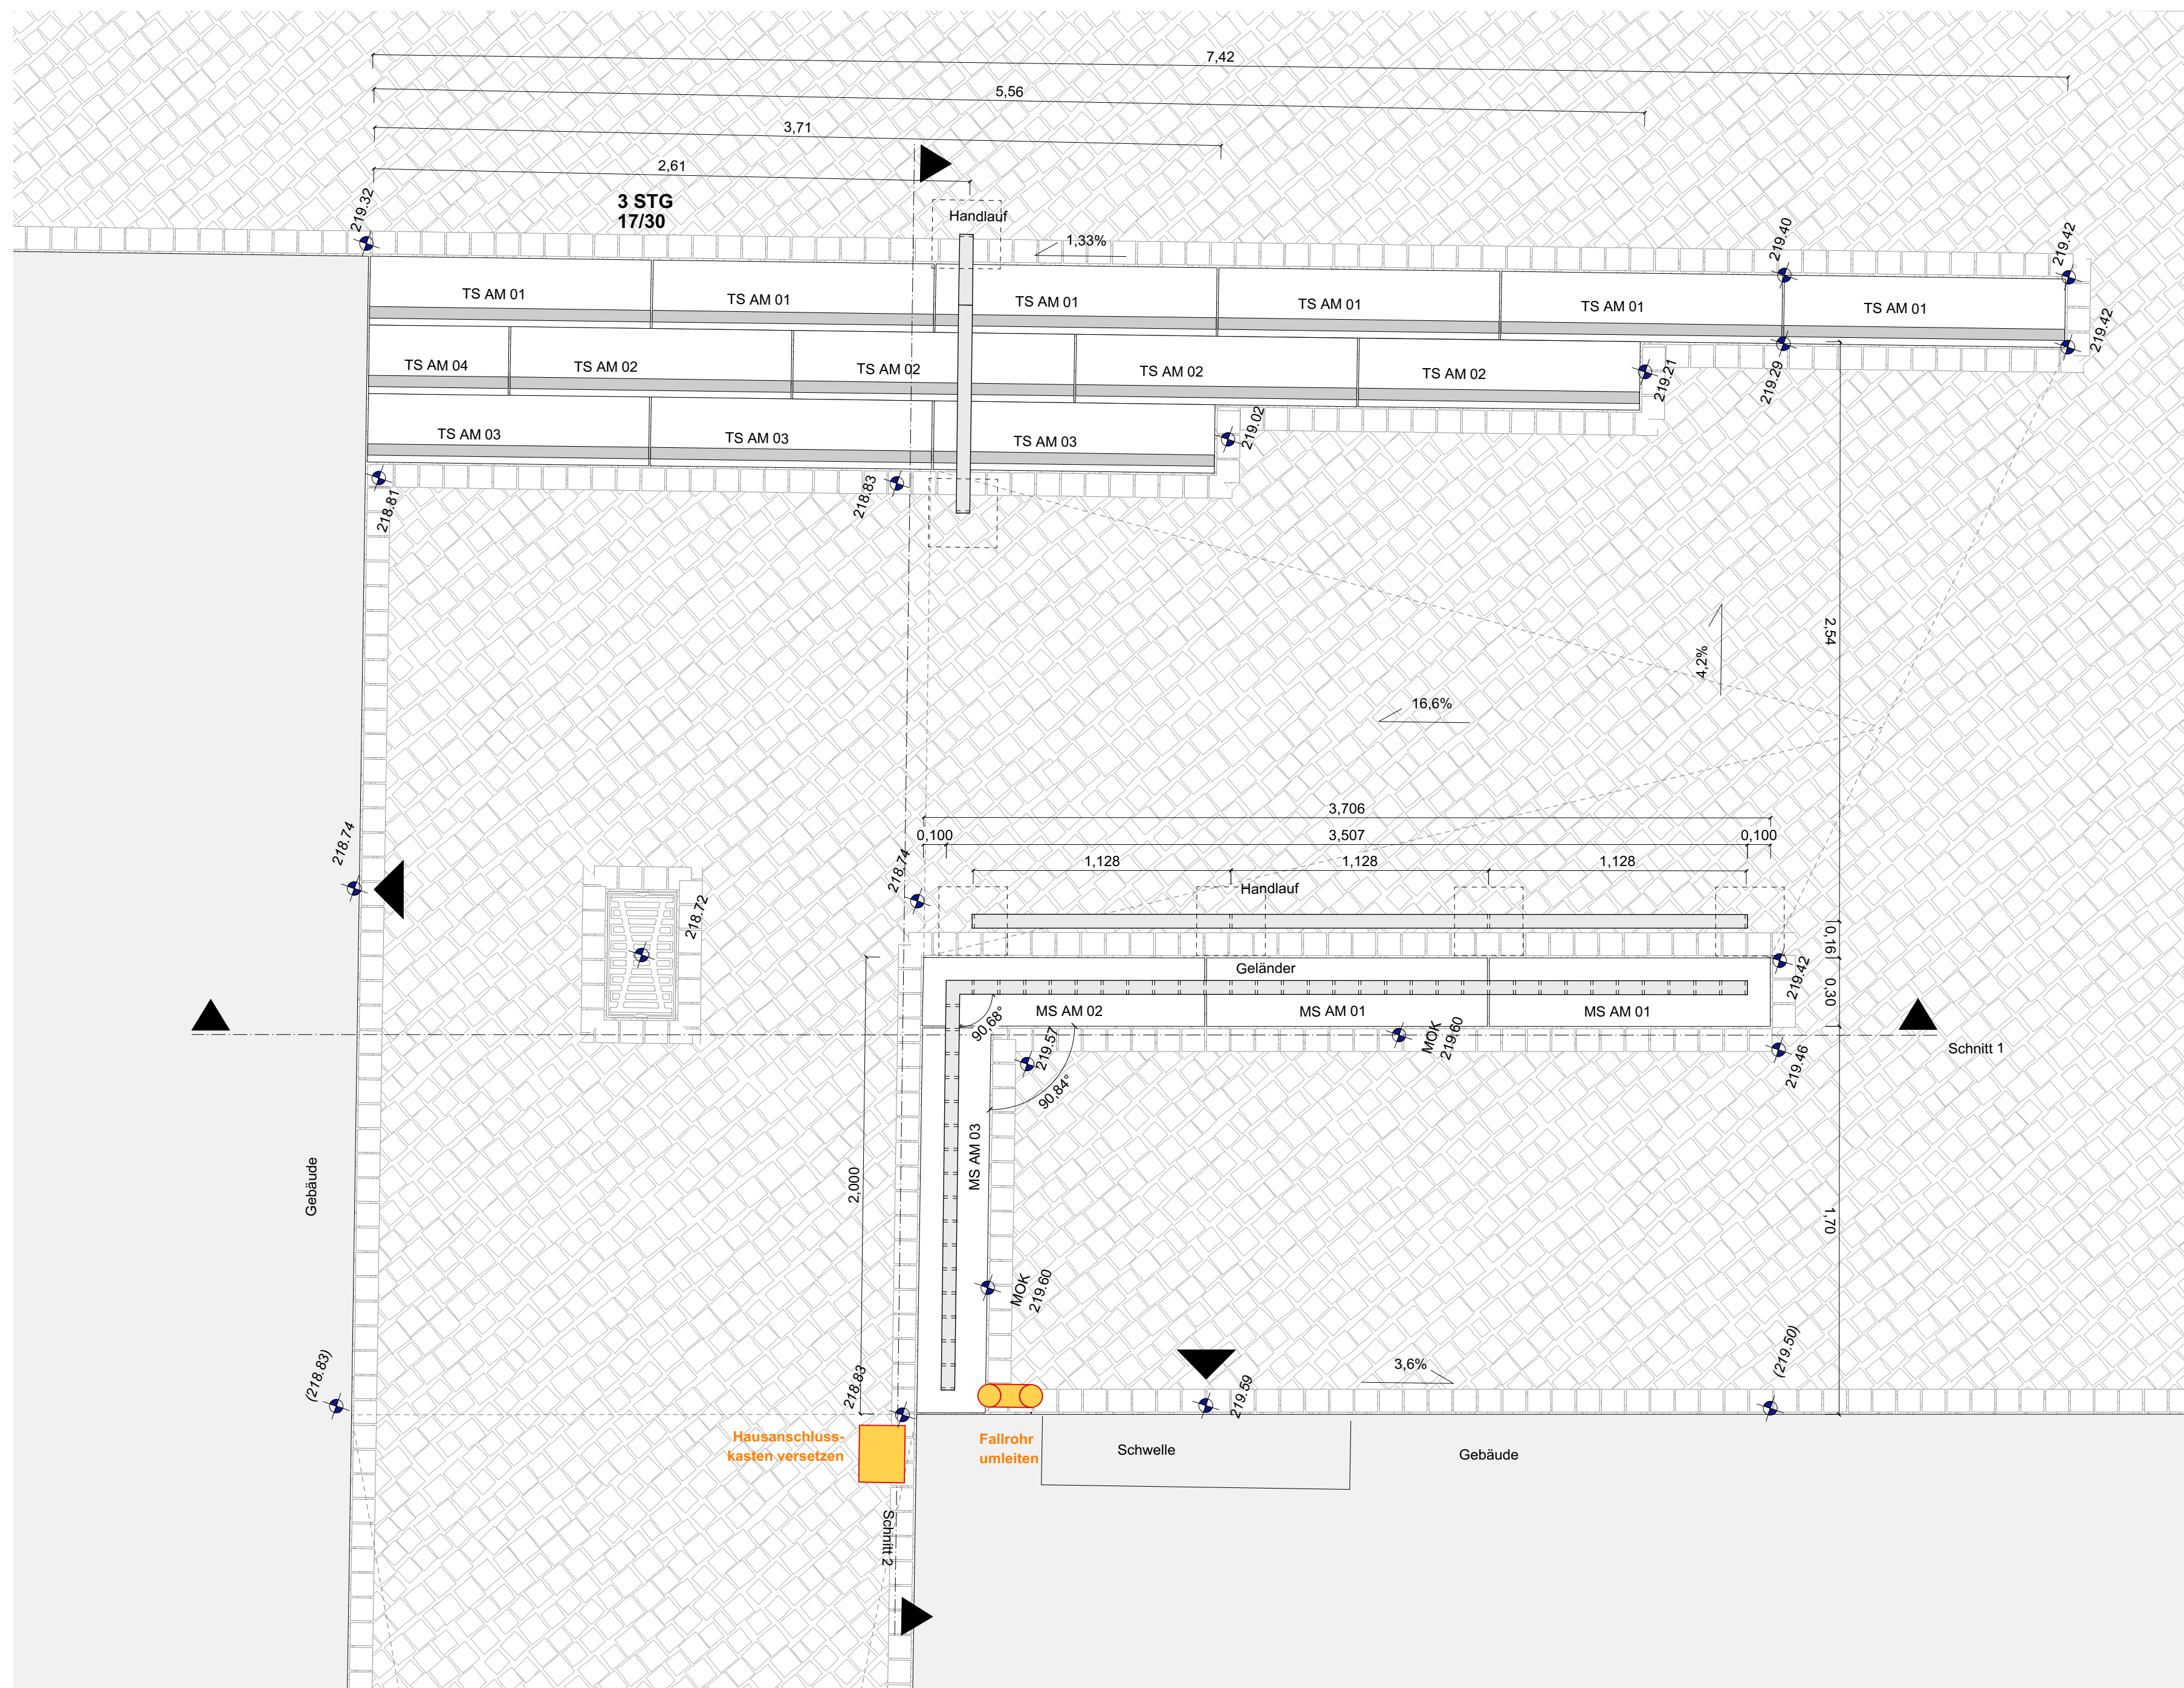 7,42
5,56
3,71
2,61
219.32
3 STG
17/30
Handlauf
1,33%
219.40
219.42
TS AM 01
TS AM 01
TS AM 01
TS AM 01
TS AM 01
TS AM 01
219.42
TS AM 04
TS AM 02
TS AM 02
TS AM 02
TS AM 02
219.21
219.29
TS AM 03
TS AM 03
TS AM 03
219.02
218.81
218.83
2,54
4,2%
16,6%
3,706
0,100
3,507
0,100
218.74
218.74
1,128
1,128
1,128
Handlauf
218.72
0,16
Geländer
219.42
0,30
MS AM 02
MS AM 01
MS AM 01
90,68°
219.57
MOK
219.60
Schnitt 1
219.46
90,84°
MS AM 03
2,000
Gebäude
1,70
MOK
219.60
(218.83)
218.83
3,6%
(219.50)
219.59
Hausanschluss-
kasten versetzen
Fallrohr
umleiten
Schwelle
Gebäude
Schnitt 2